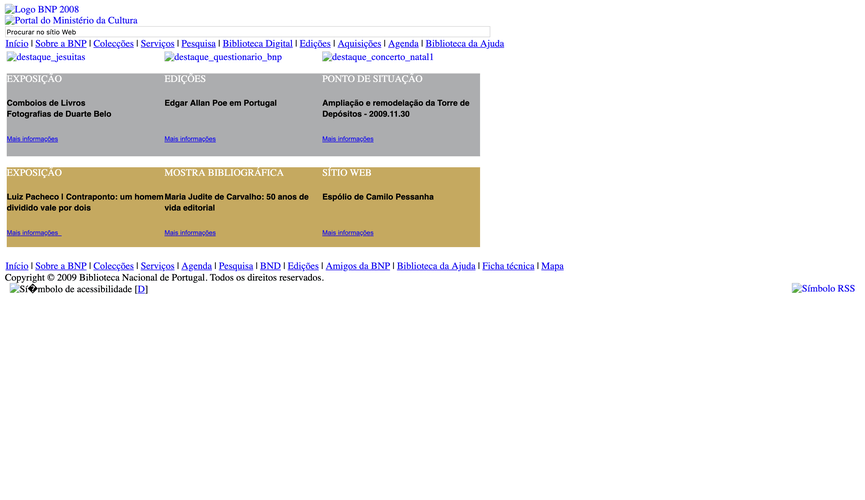 Logo BNP 2008
Portal do Ministério da Cultura
Procurar no sítio Web
Início | Sobre a BNP | Colecções | Serviços | Pesquisa | Biblioteca Digital | Edições | Aquisições | Agenda | Biblioteca da Ajuda
destaque_jesuitas destaque_questionario_bnp destaque_concerto_natal1
EXPOSIÇÃO
Comboios de Livros
Fotografias de Duarte Belo
Mais informações
EDIÇÕES
Edgar Allan Poe em Portugal
Mais informações
PONTO DE SITUAÇÃO
Ampliação e remodelação da Torre de
Depósitos - 2009.11.30
Mais informações
EXPOSIÇÃO
Luiz Pacheco | Contraponto: um homem
dividido vale por dois
Mais informações
MOSTRA BIBLIOGRÁFICA
Maria Judite de Carvalho: 50 anos de
vida editorial
Mais informações
SÍTIO WEB
Espólio de Camilo Pessanha
Mais informações
Início | Sobre a BNP | Colecções | Serviços | Agenda | Pesquisa | BND | Edições | Amigos da BNP | Biblioteca da Ajuda | Ficha técnica | Mapa
Copyright © 2009 Biblioteca Nacional de Portugal. Todos os direitos reservados.
Sí�mbolo de acessibilidade [D] Símbolo RSS